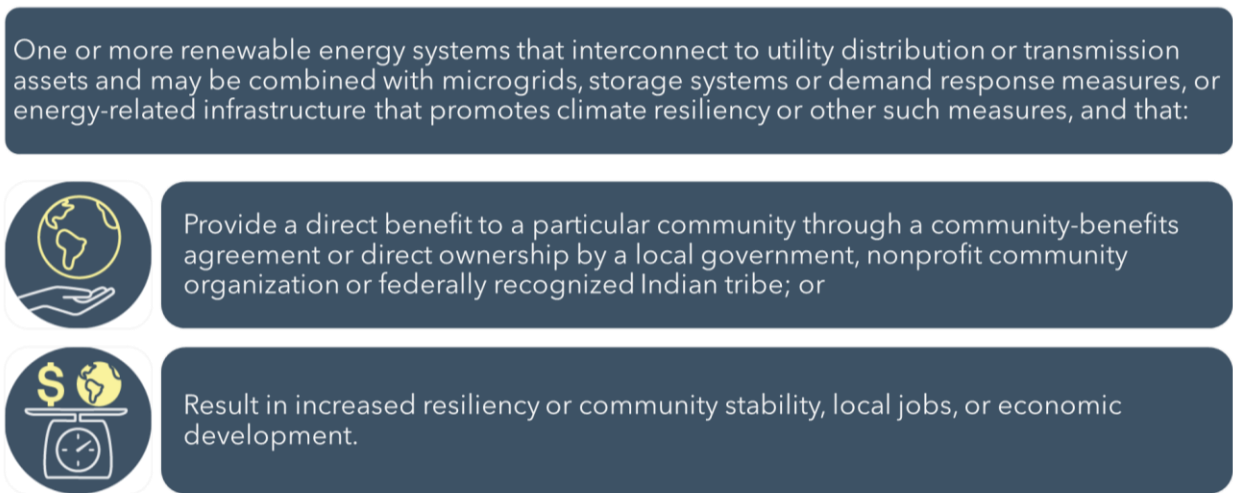 One or more renewable energy systems that interconnect to utility distribution or transmission
assets and may be combined with microgrids, storage systems or demand response measures, or
energy-related infrastructure that promotes climate resiliency or other such measures, and that:
Provide a direct benefit to a particular community through a community-benefits
agreement or direct ownership by a local government, nonprofit community
organization or federally recognized Indian tribe; or
$
Result in increased resiliency or community stability, local jobs, or economic
development.